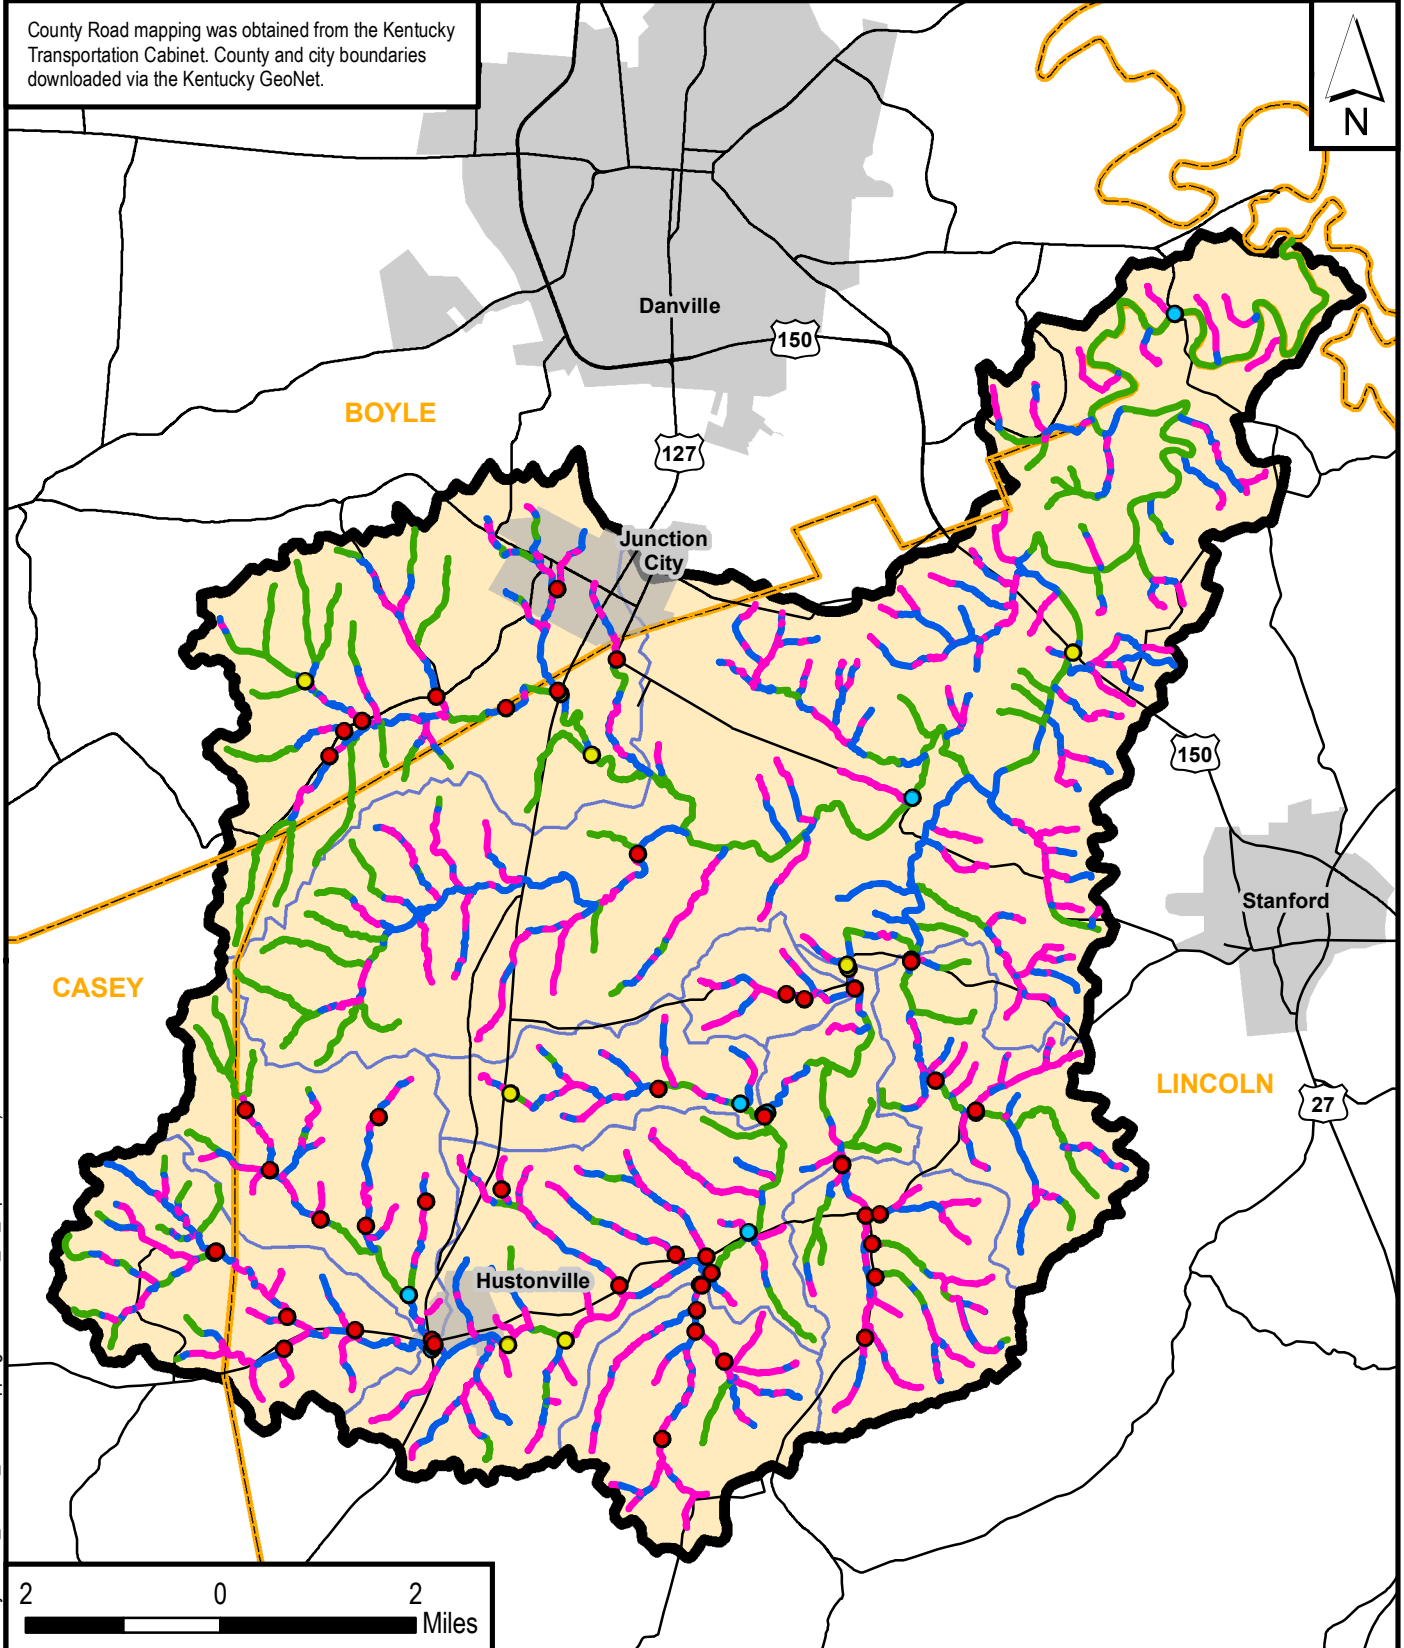 County Road mapping was obtained from the Kentucky
Transportation Cabinet. County and city boundaries
downloaded via the Kentucky GeoNet.
N
Danville
150
BOYLE
127
Junction
City
150
Stanford
CASEY
LINCOLN
27
Hustonville
2 0 2
Miles